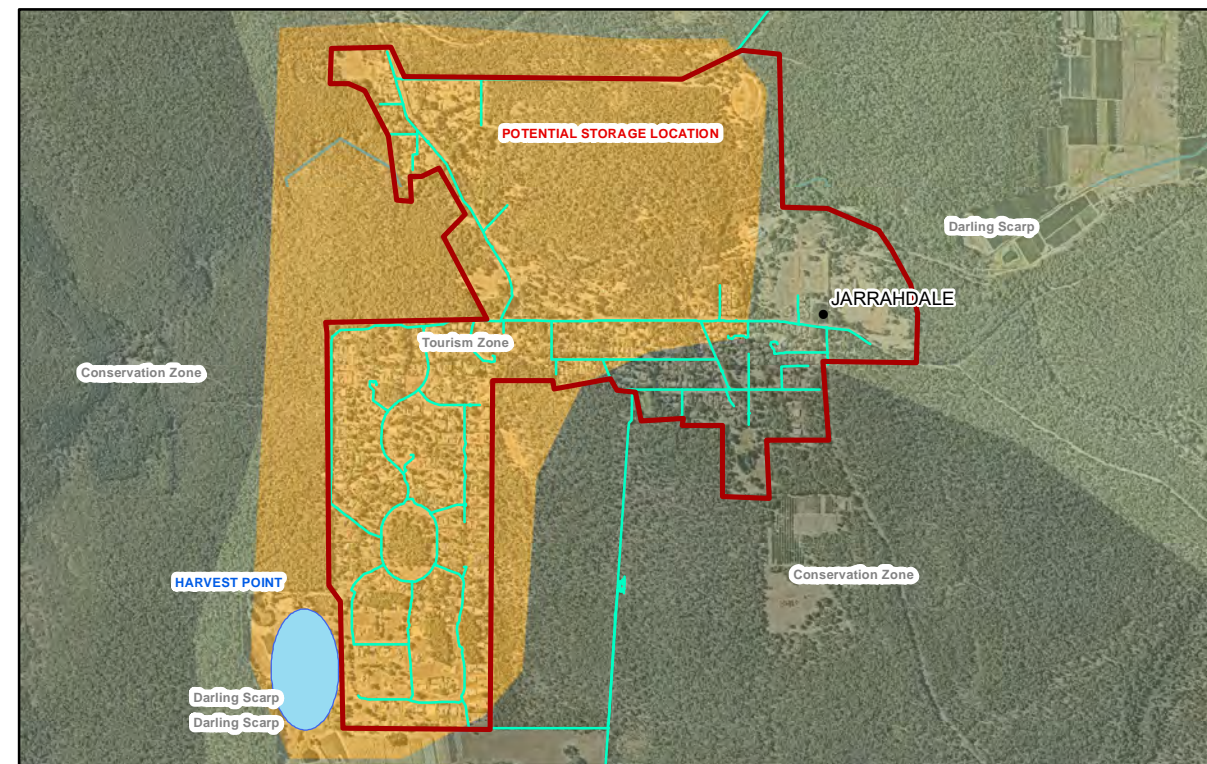 POTENTIAL STORAGE LOCATION
Darling Scarp
JARRAHDALE
Tourism Zone
Conservation Zone
Conservation Zone
HARVEST POINT
Darling Scarp
Darling Scarp